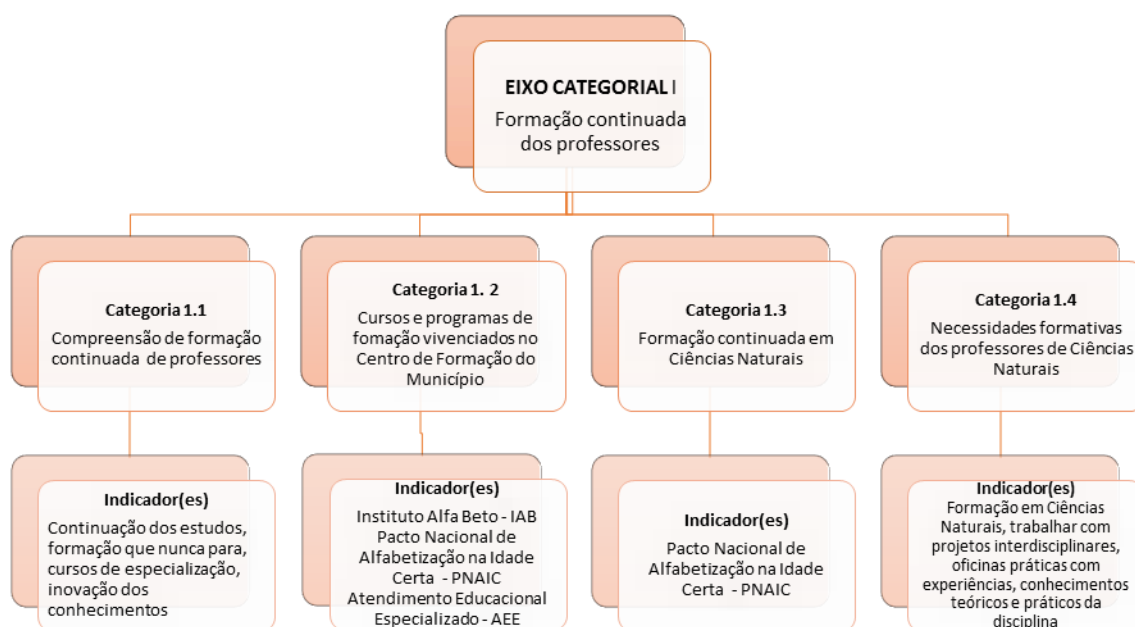 EIXO CATEGORIAL I
Formação continuada
dos professores
Categoria 1.1
Compreensão de formação
continuada de professores
Categoria 1. 2
Cursos e programas de
fomação vivenciados no
Centro de Formação do
Município
Categoria 1.3
Formação continuada em
Ciências Naturais
Categoria 1.4
Necessidades formativas
dos professores de Ciências
Naturais
Indicador(es)
Continuação dos estudos,
formação que nunca para,
cursos de especialização,
inovação dos
conhecimentos
Indicador(es)
Instituto Alfa Beto - IAB
Pacto Nacional de
Alfabetização na Idade
Certa - PNAIC
Atendimento Educacional
Especializado - AEE
Indicador(es)
Pacto Nacional de
Alfabetização na Idade
Certa - PNAIC
Indicador(es)
Formação em Ciências
Naturais, trabalhar com
projetos interdisciplinares,
oficinas práticas com
experiências, conhecimentos
teóricos e práticos da
disciplina